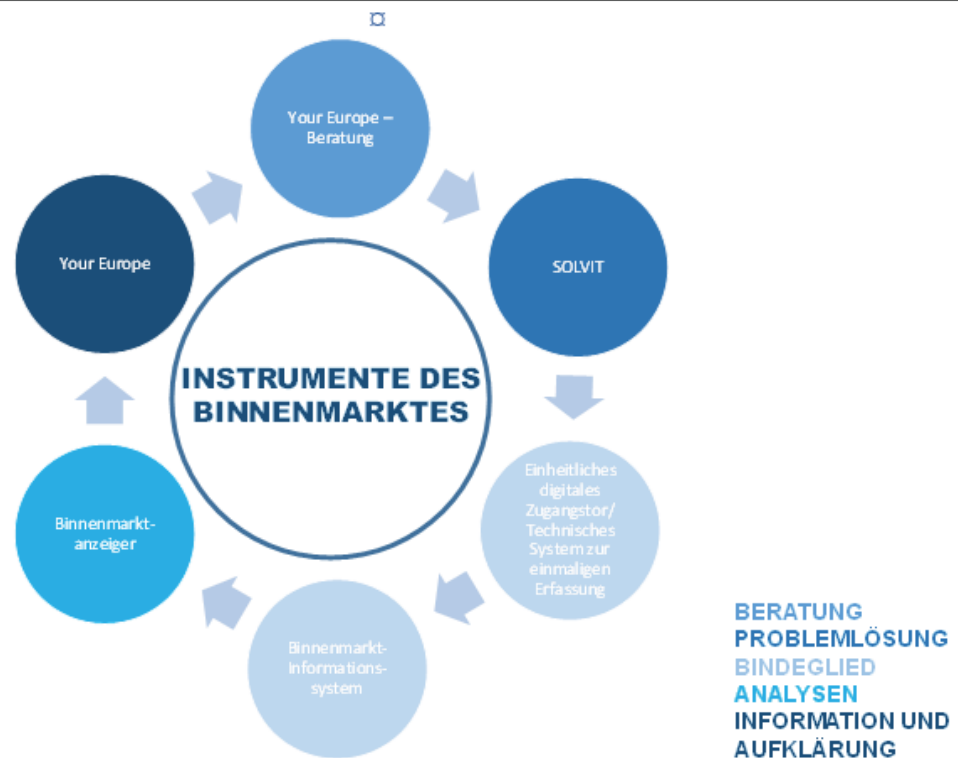 ¤
Your Europe –
Beratung
SOLVIT
Einheitliches
digitales
Zugangstor/
Technisches
System zur
einmaligen
Erfassung
Binnenmarkt-
Informations-
system
Binnenmarkt-
anzeiger
Your Europe
INSTRUMENTE DES
BINNENMARKTES
BERATUNG
PROBLEMLÖSUNG
BINDEGLIED
ANALYSEN
INFORMATION UND
AUFKLÄRUNG